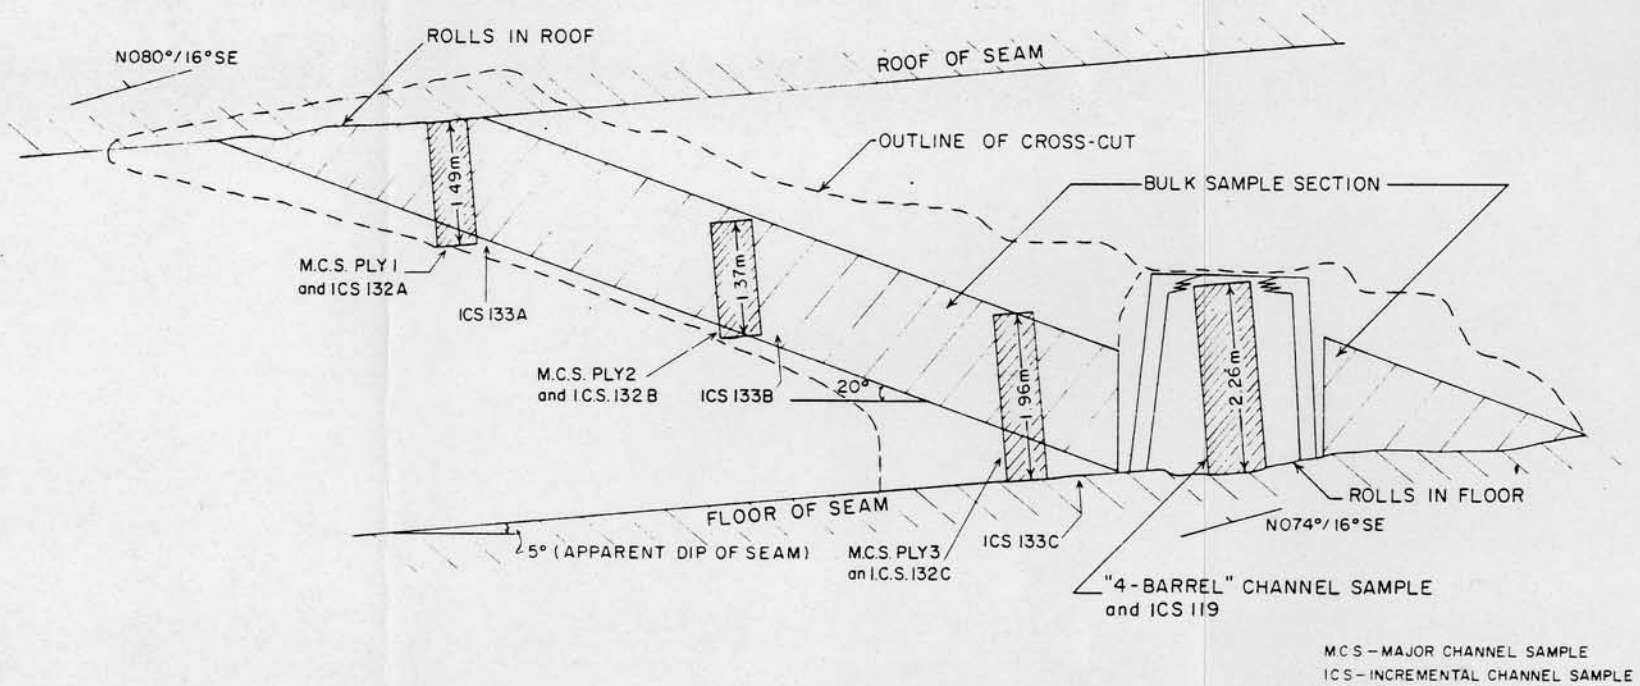 ROLLS IN ROOF
N080°/16°SE
ROOF OF SEAM
OUTLINE OF CROSS-CUT
BULK SAMPLE SECTION
1.49m
M.C.S. PLY 1
and ICS 132A
ICS 133A
1.37m
M.C.S. PLY2
and I.C.S. 132B
ICS 133B
20°
1.96m
2.26m
FLOOR OF SEAM
5° (APPARENT DIP OF SEAM)
M.C.S. PLY3
an I.C.S. 132C
ICS 133C
ROLLS IN FLOOR
N074°/16°SE
"4-BARREL" CHANNEL SAMPLE
and ICS 119
M.C.S – MAJOR CHANNEL SAMPLE
ICS – INCREMENTAL CHANNEL SAMPLE